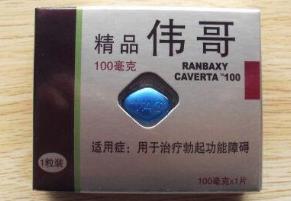 精品 伟哥
100毫克
RANBAXY
CAVERTA™100
适用症：用于治疗勃起功能障碍
1粒装
100毫克x1片